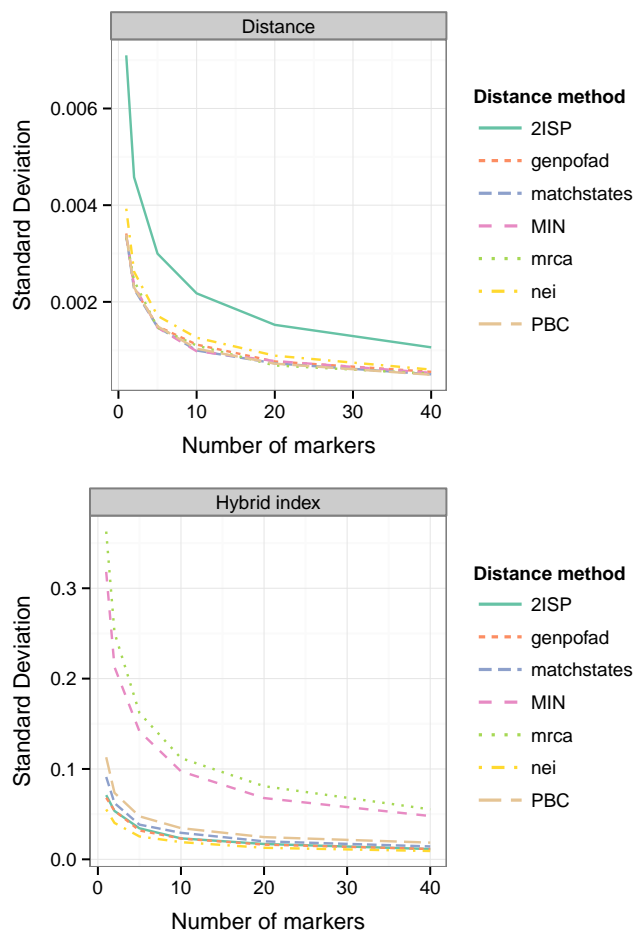 Distance
0.006
0.004
0.002
Standard Deviation
0
10
20
30
40
Number of markers
Distance method
2ISP
genpofad
matchstates
MIN
mrca
nei
PBC
Hybrid index
0.3
0.2
0.1
0.0
Standard Deviation
0
10
20
30
40
Number of markers
Distance method
2ISP
genpofad
matchstates
MIN
mrca
nei
PBC